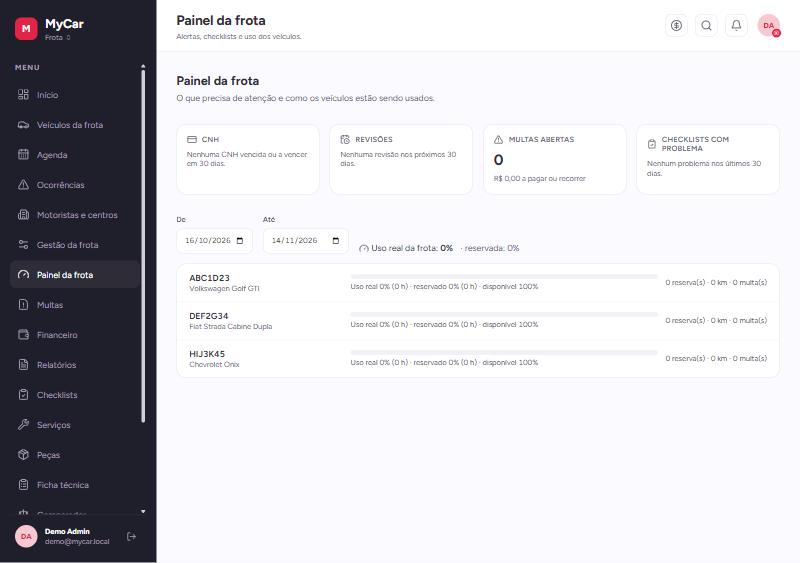 M
MyCar
Frota
MENU
Início
Veículos da frota
Agenda
Ocorrências
Motoristas e centros
Gestão da frota
Painel da frota
Multas
Financeiro
Relatórios
Checklists
Serviços
Peças
Ficha técnica
Comparador
DA
Demo Admin
demo@mycar.local
Painel da frota
Alertas, checklists e uso dos veículos.
DA
Painel da frota
O que precisa de atenção e como os veículos estão sendo usados.
CNH
Nenhuma CNH vencida ou a vencer
em 30 dias.
REVISÕES
Nenhuma revisão nos próximos 30
dias.
MULTAS ABERTAS
0
R$ 0,00 a pagar ou recorrer
CHECKLISTS COM
PROBLEMA
Nenhum problema nos últimos 30
dias.
De
16/10/2026
Até
14/11/2026
Uso real da frota: 0% · reservada: 0%
ABC1D23
Volkswagen Golf GTI
Uso real 0% (0 h) · reservado 0% (0 h) · disponível 100%
0 reserva(s) · 0 km · 0 multa(s)
DEF2G34
Fiat Strada Cabine Dupla
Uso real 0% (0 h) · reservado 0% (0 h) · disponível 100%
0 reserva(s) · 0 km · 0 multa(s)
HIJ3K45
Chevrolet Onix
Uso real 0% (0 h) · reservado 0% (0 h) · disponível 100%
0 reserva(s) · 0 km · 0 multa(s)